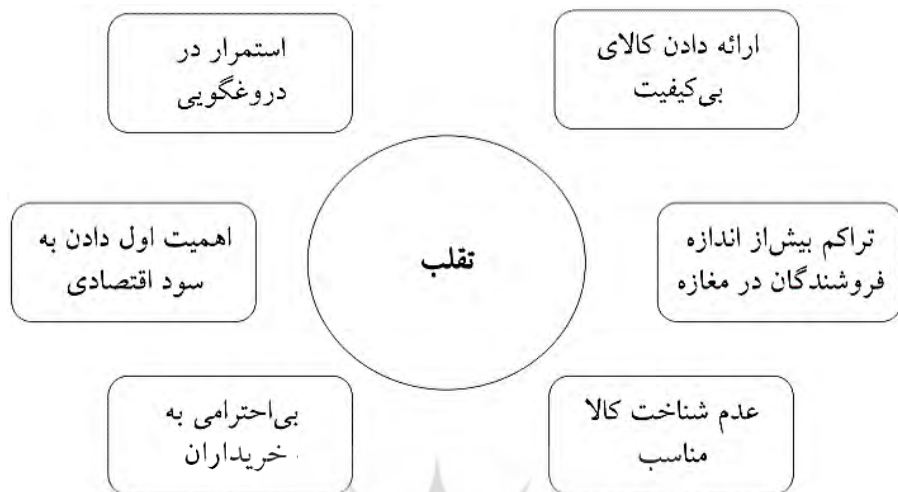 ارائه دادن کالای
بی‌کیفیت
استمرار در
دروغگویی
تراکم بیش‌از اندازه
فروشندگان در مغازه
تقلب
اهمیت اول دادن به
سود اقتصادی
عدم شناخت کالا
مناسب
بی‌احترامی به
خریداران